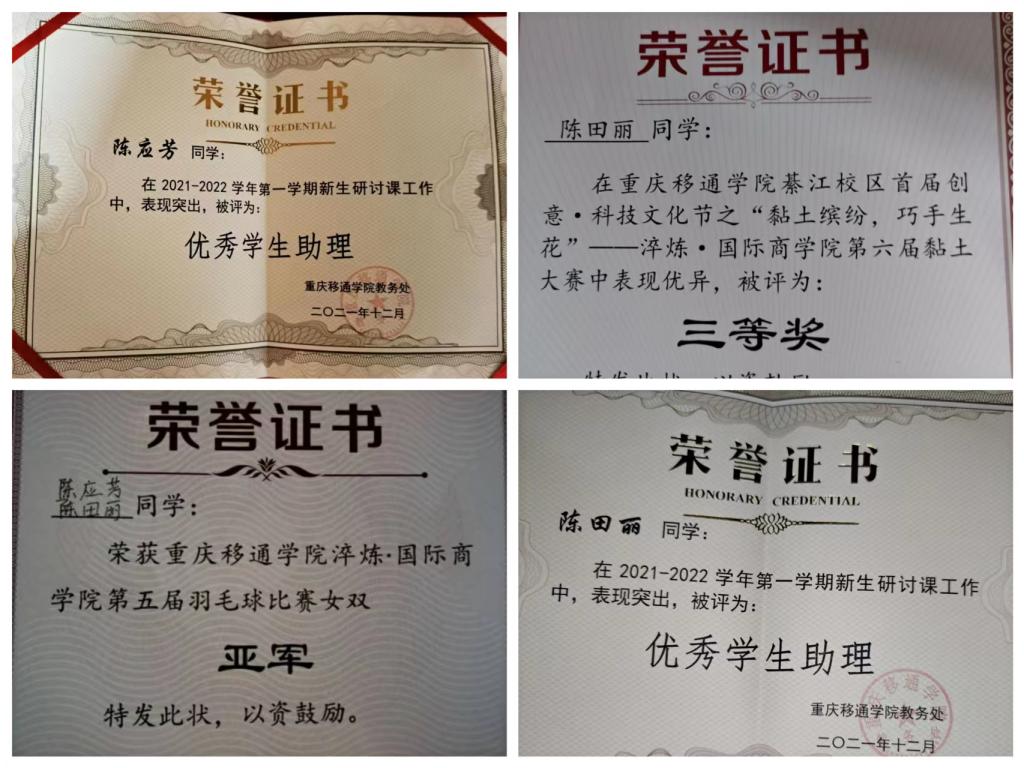 荣誉证书
HONORARY CREDENTIAL
陈应芳 同学:
在 2021-2022 学年第一学期新生研讨课工作
中，表现突出，被评为:
优秀学生助理
重庆移通学院教务处
二〇二一年十二月
荣誉证书
陈田丽 同学:
在重庆移通学院綦江校区首届创
意·科技文化节之“黏土缤纷，巧手生
花”——淬炼·国际商学院第六届黏土
大赛中表现优异，被评为:
三等奖
荣誉证书
陈应芳
陈田丽 同学:
荣获重庆移通学院淬炼·国际商
学院第五届羽毛球比赛女双
亚军
特发此状，以资鼓励。
荣誉证书
HONORARY CREDENTIAL
陈田丽 同学:
在 2021-2022 学年第一学期新生研讨课工作
中，表现突出，被评为:
优秀学生助理
重庆移通学院教务处
二〇二一年十二月